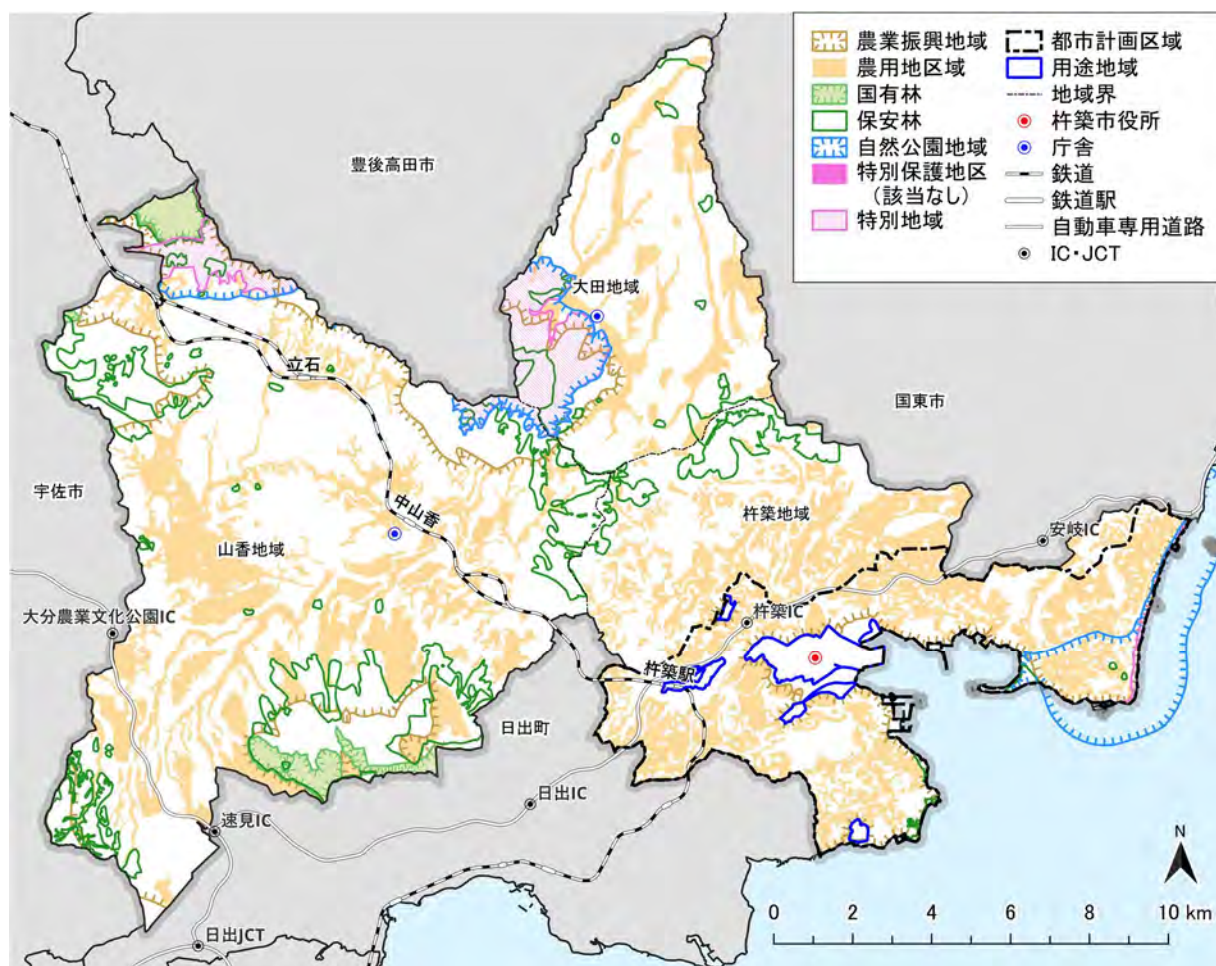 農業振興地域
農用地区域
国有林
保安林
自然公園地域
特別保護地区
(該当なし)
特別地域
都市計画区域
用途地域
地域界
杵築市役所
庁舎
鉄道
鉄道駅
自動車専用道路
IC・JCT
豊後高田市
大田地域
立石
国東市
宇佐市
中山香
杵築地域
山香地域
安岐IC
大分農業文化公園IC
杵築IC
杵築駅
日出町
日出IC
速見IC
日出JCT
N
0 2 4 6 8 10 km